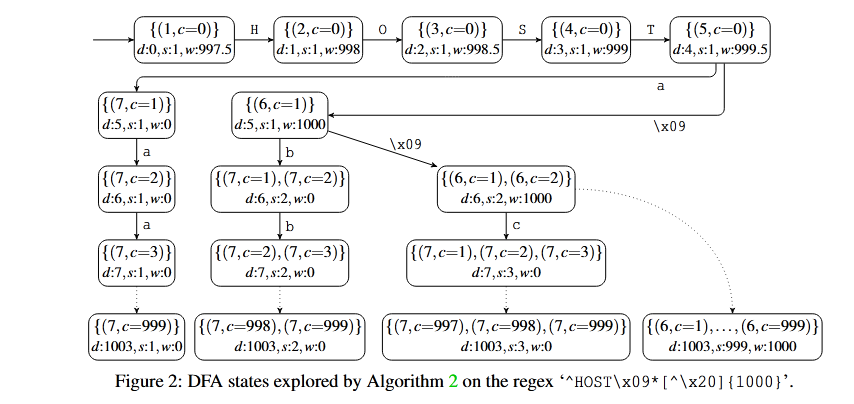 {(1,c=0)}
d:0,s:1,w:997.5
H
{(2,c=0)}
d:1,s:1,w:998
O
{(3,c=0)}
d:2,s:1,w:998.5
S
{(4,c=0)}
d:3,s:1,w:999
T
{(5,c=0)}
d:4,s:1,w:999.5
a
\x09
{(7,c=1)}
d:5,s:1,w:0
{(6,c=1)}
d:5,s:1,w:1000
a
b
\x09
{(7,c=2)}
d:6,s:1,w:0
{(7,c=1),(7,c=2)}
d:6,s:2,w:0
{(6,c=1),(6,c=2)}
d:6,s:2,w:1000
a
b
c
{(7,c=3)}
d:7,s:1,w:0
{(7,c=2),(7,c=3)}
d:7,s:2,w:0
{(7,c=1),(7,c=2),(7,c=3)}
d:7,s:3,w:0
{(7,c=999)}
d:1003,s:1,w:0
{(7,c=998),(7,c=999)}
d:1003,s:2,w:0
{(7,c=997),(7,c=998),(7,c=999)}
d:1003,s:3,w:0
{(6,c=1),...,(6,c=999)}
d:1003,s:999,w:1000
Figure 2: DFA states explored by Algorithm 2 on the regex ‘^HOST\x09*[^\x20]{1000}’.